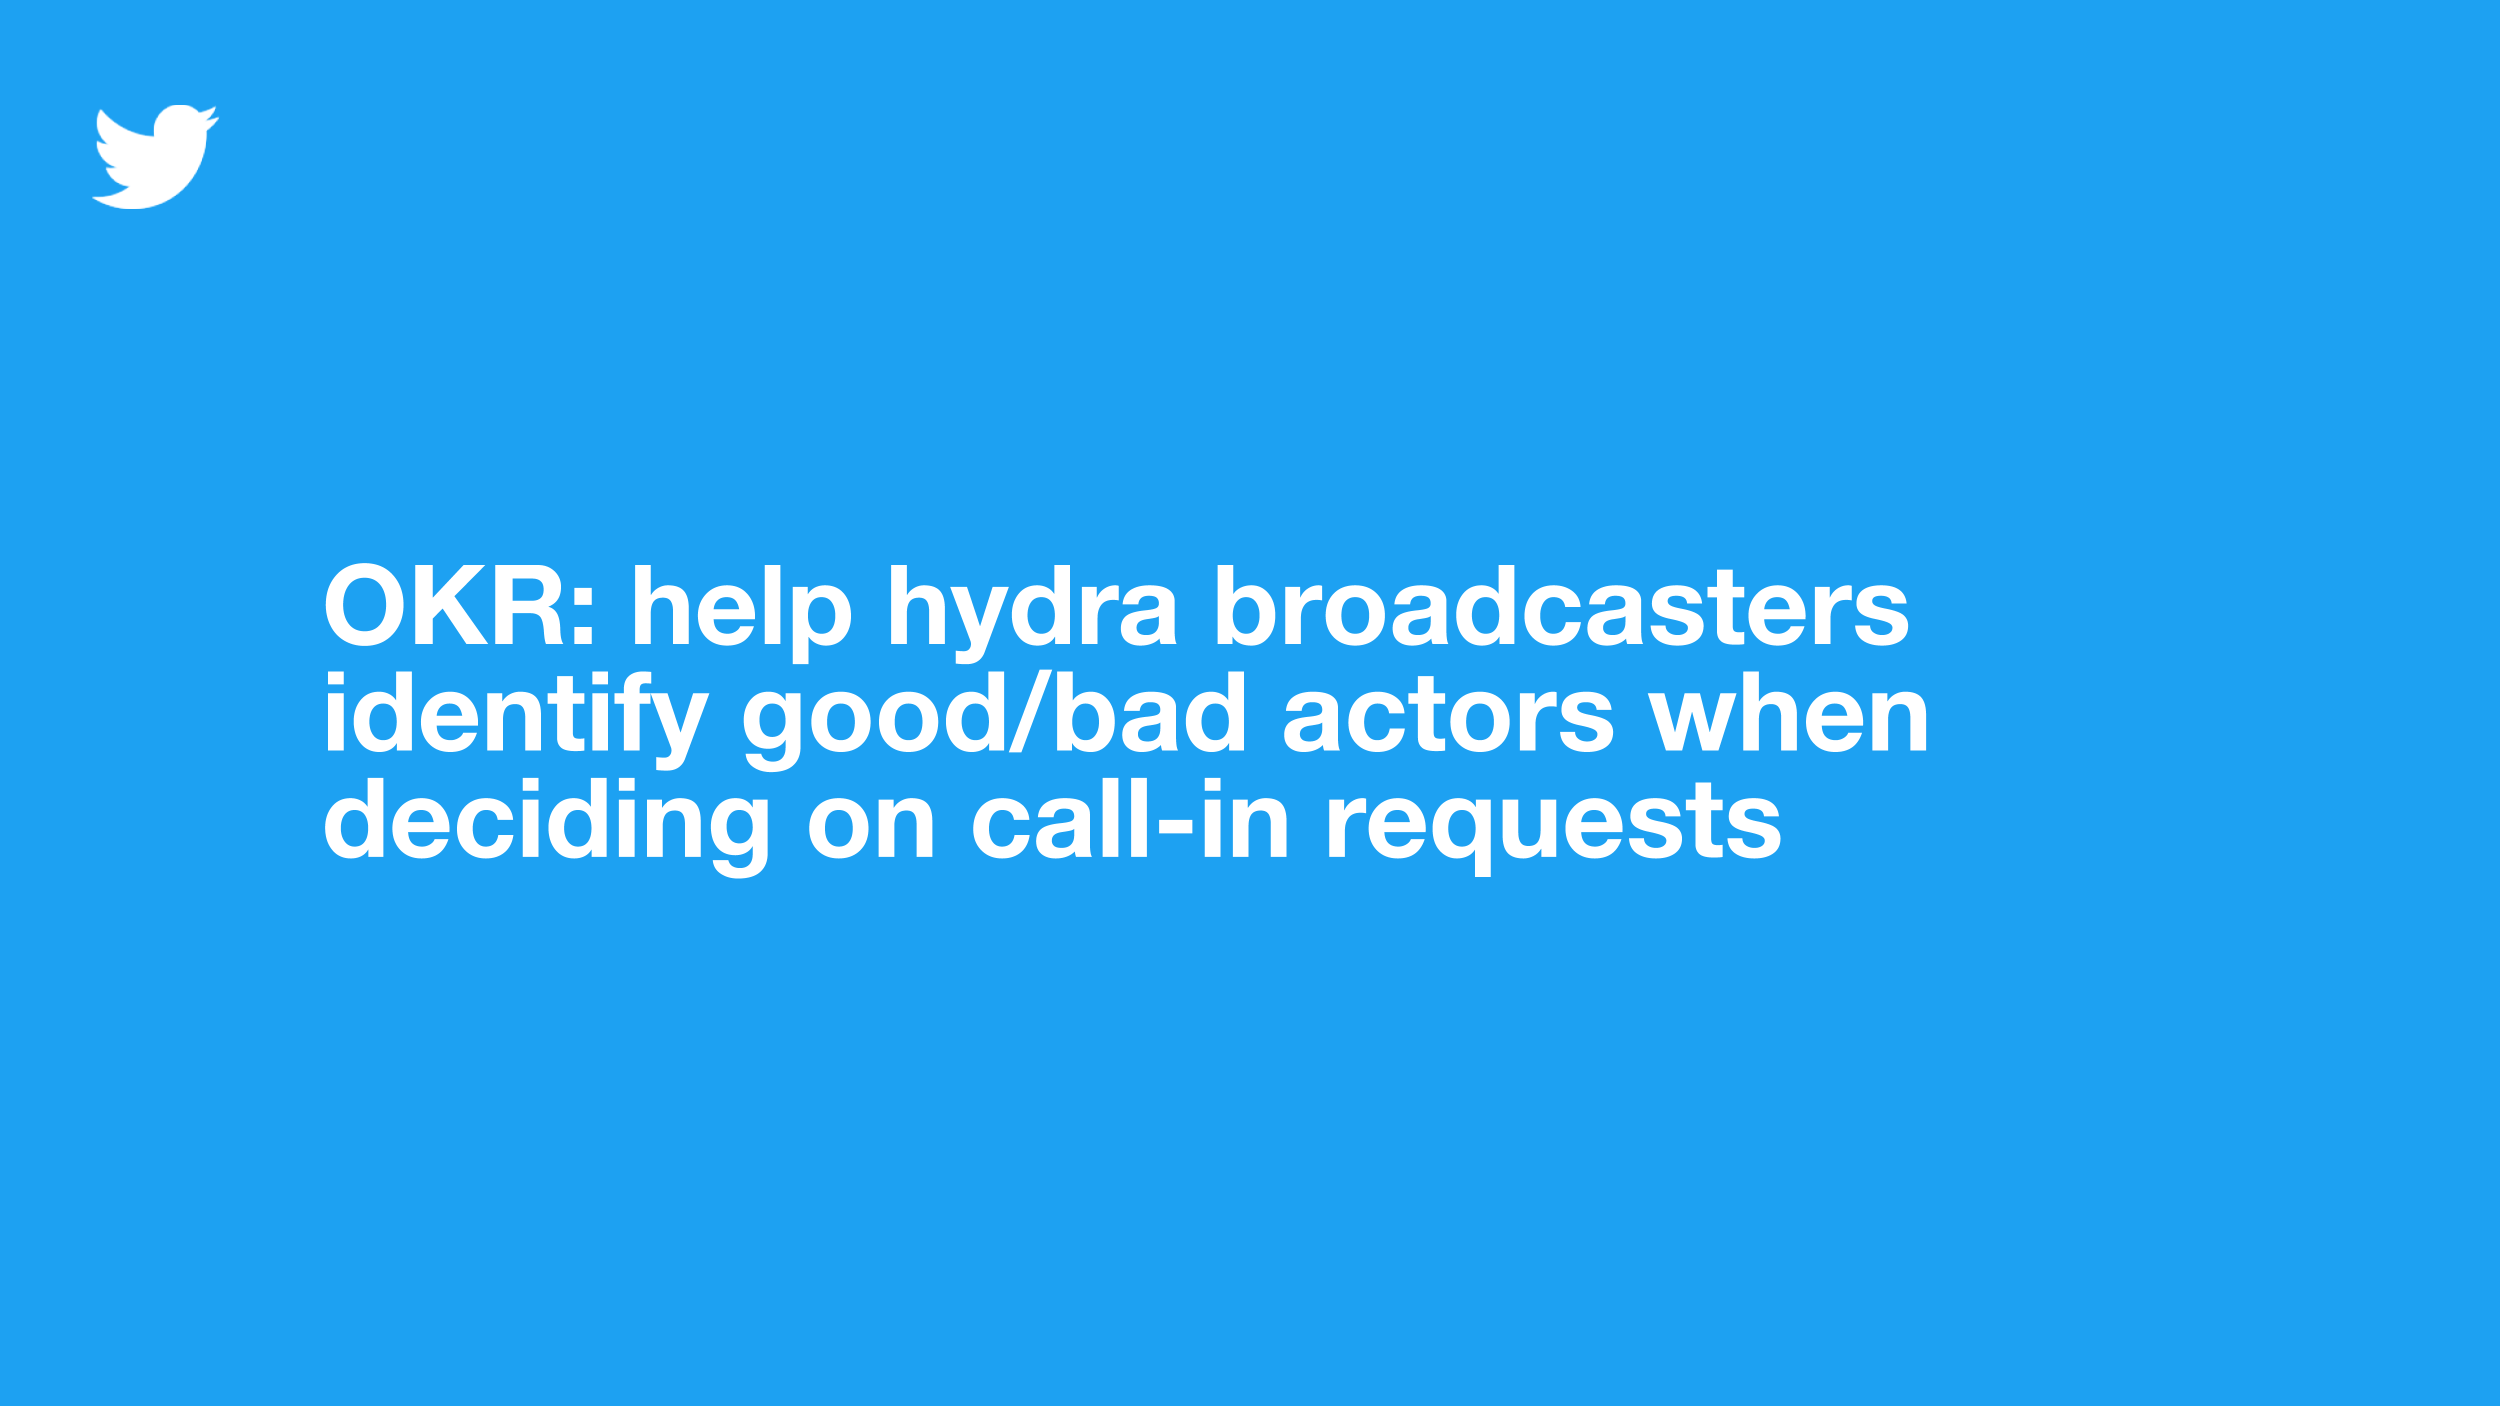 OKR: help hydra broadcasters
identify good/bad actors when
deciding on call-in requests